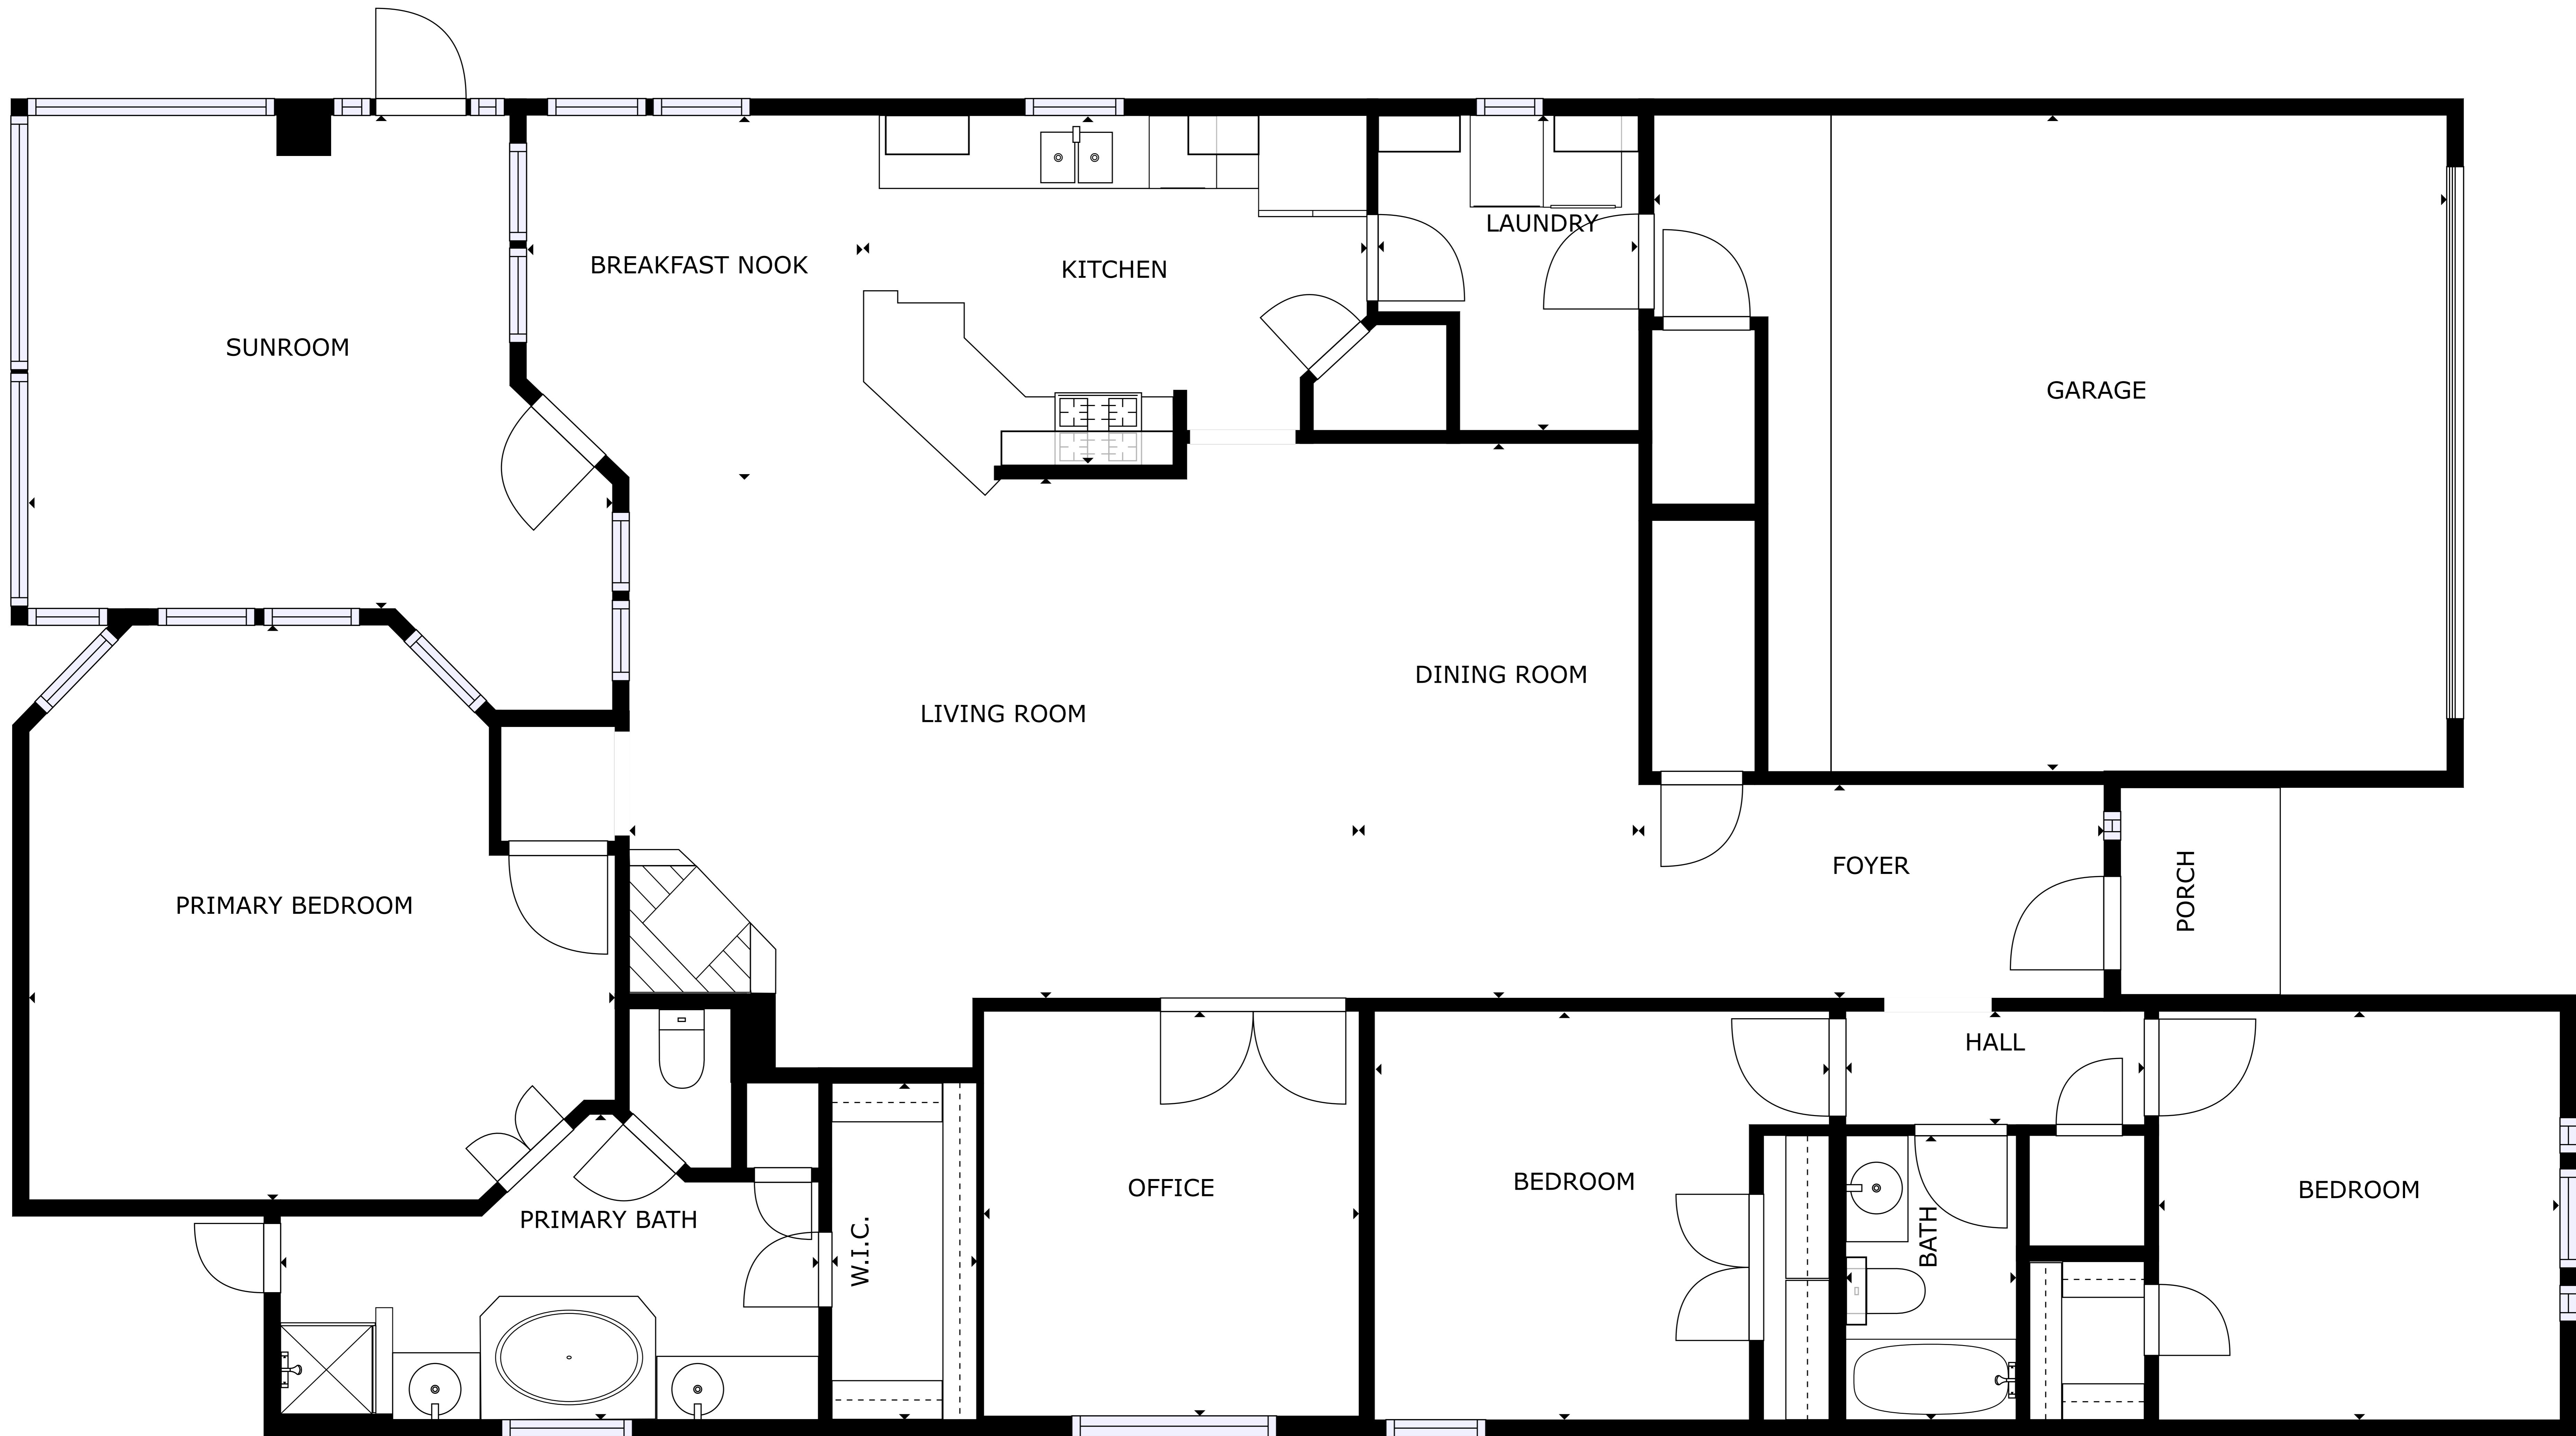 LAUNDRY
BREAKFAST NOOK
KITCHEN
SUNROOM
GARAGE
DINING ROOM
LIVING ROOM
FOYER
PORCH
PRIMARY BEDROOM
HALL
OFFICE
BEDROOM
BEDROOM
PRIMARY BATH
W.I.C.
BATH